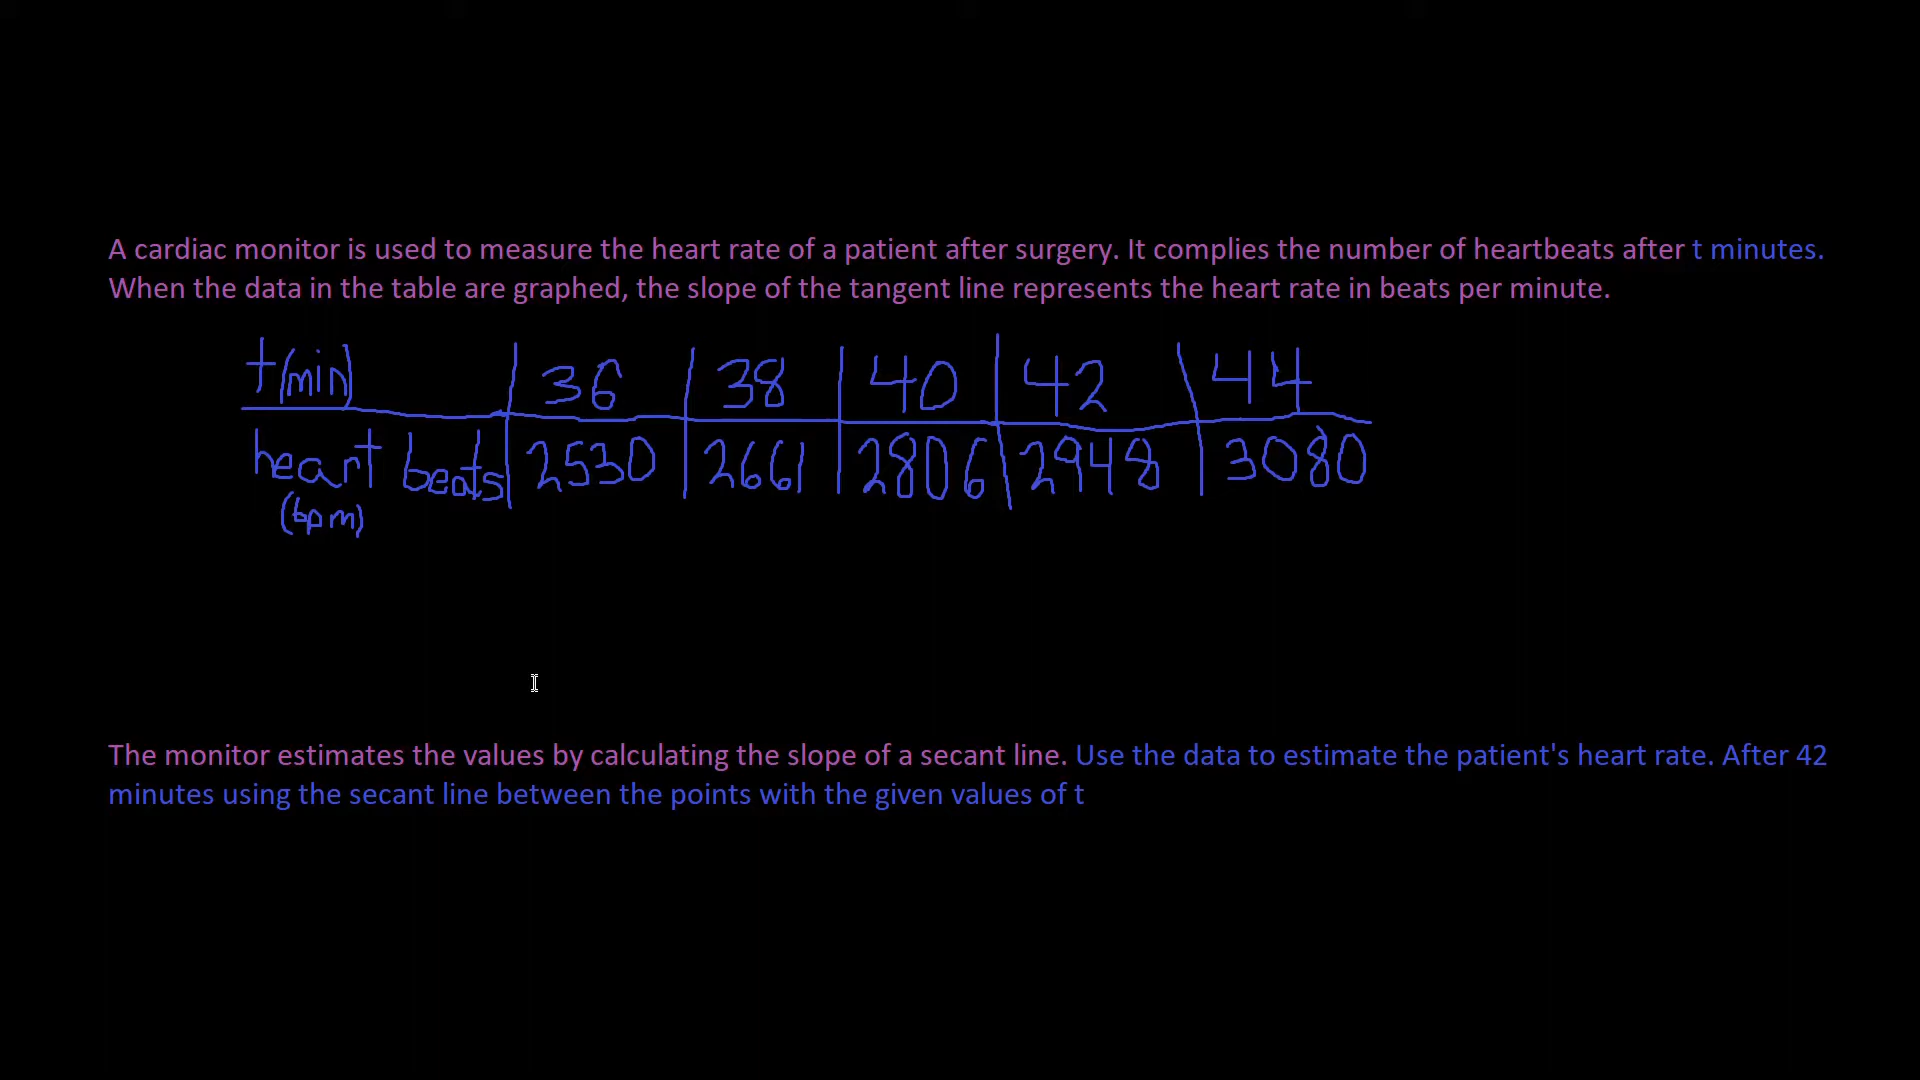 A cardiac monitor is used to measure the heart rate of a patient after surgery. It complies the number of heartbeats after t minutes.
When the data in the table are graphed, the slope of the tangent line represents the heart rate in beats per minute.
t(min) 36 38 40 42 44
heart beats 2530 2661 2806 2948 3080
(bpm)
The monitor estimates the values by calculating the slope of a secant line. Use the data to estimate the patient's heart rate. After 42
minutes using the secant line between the points with the given values of t